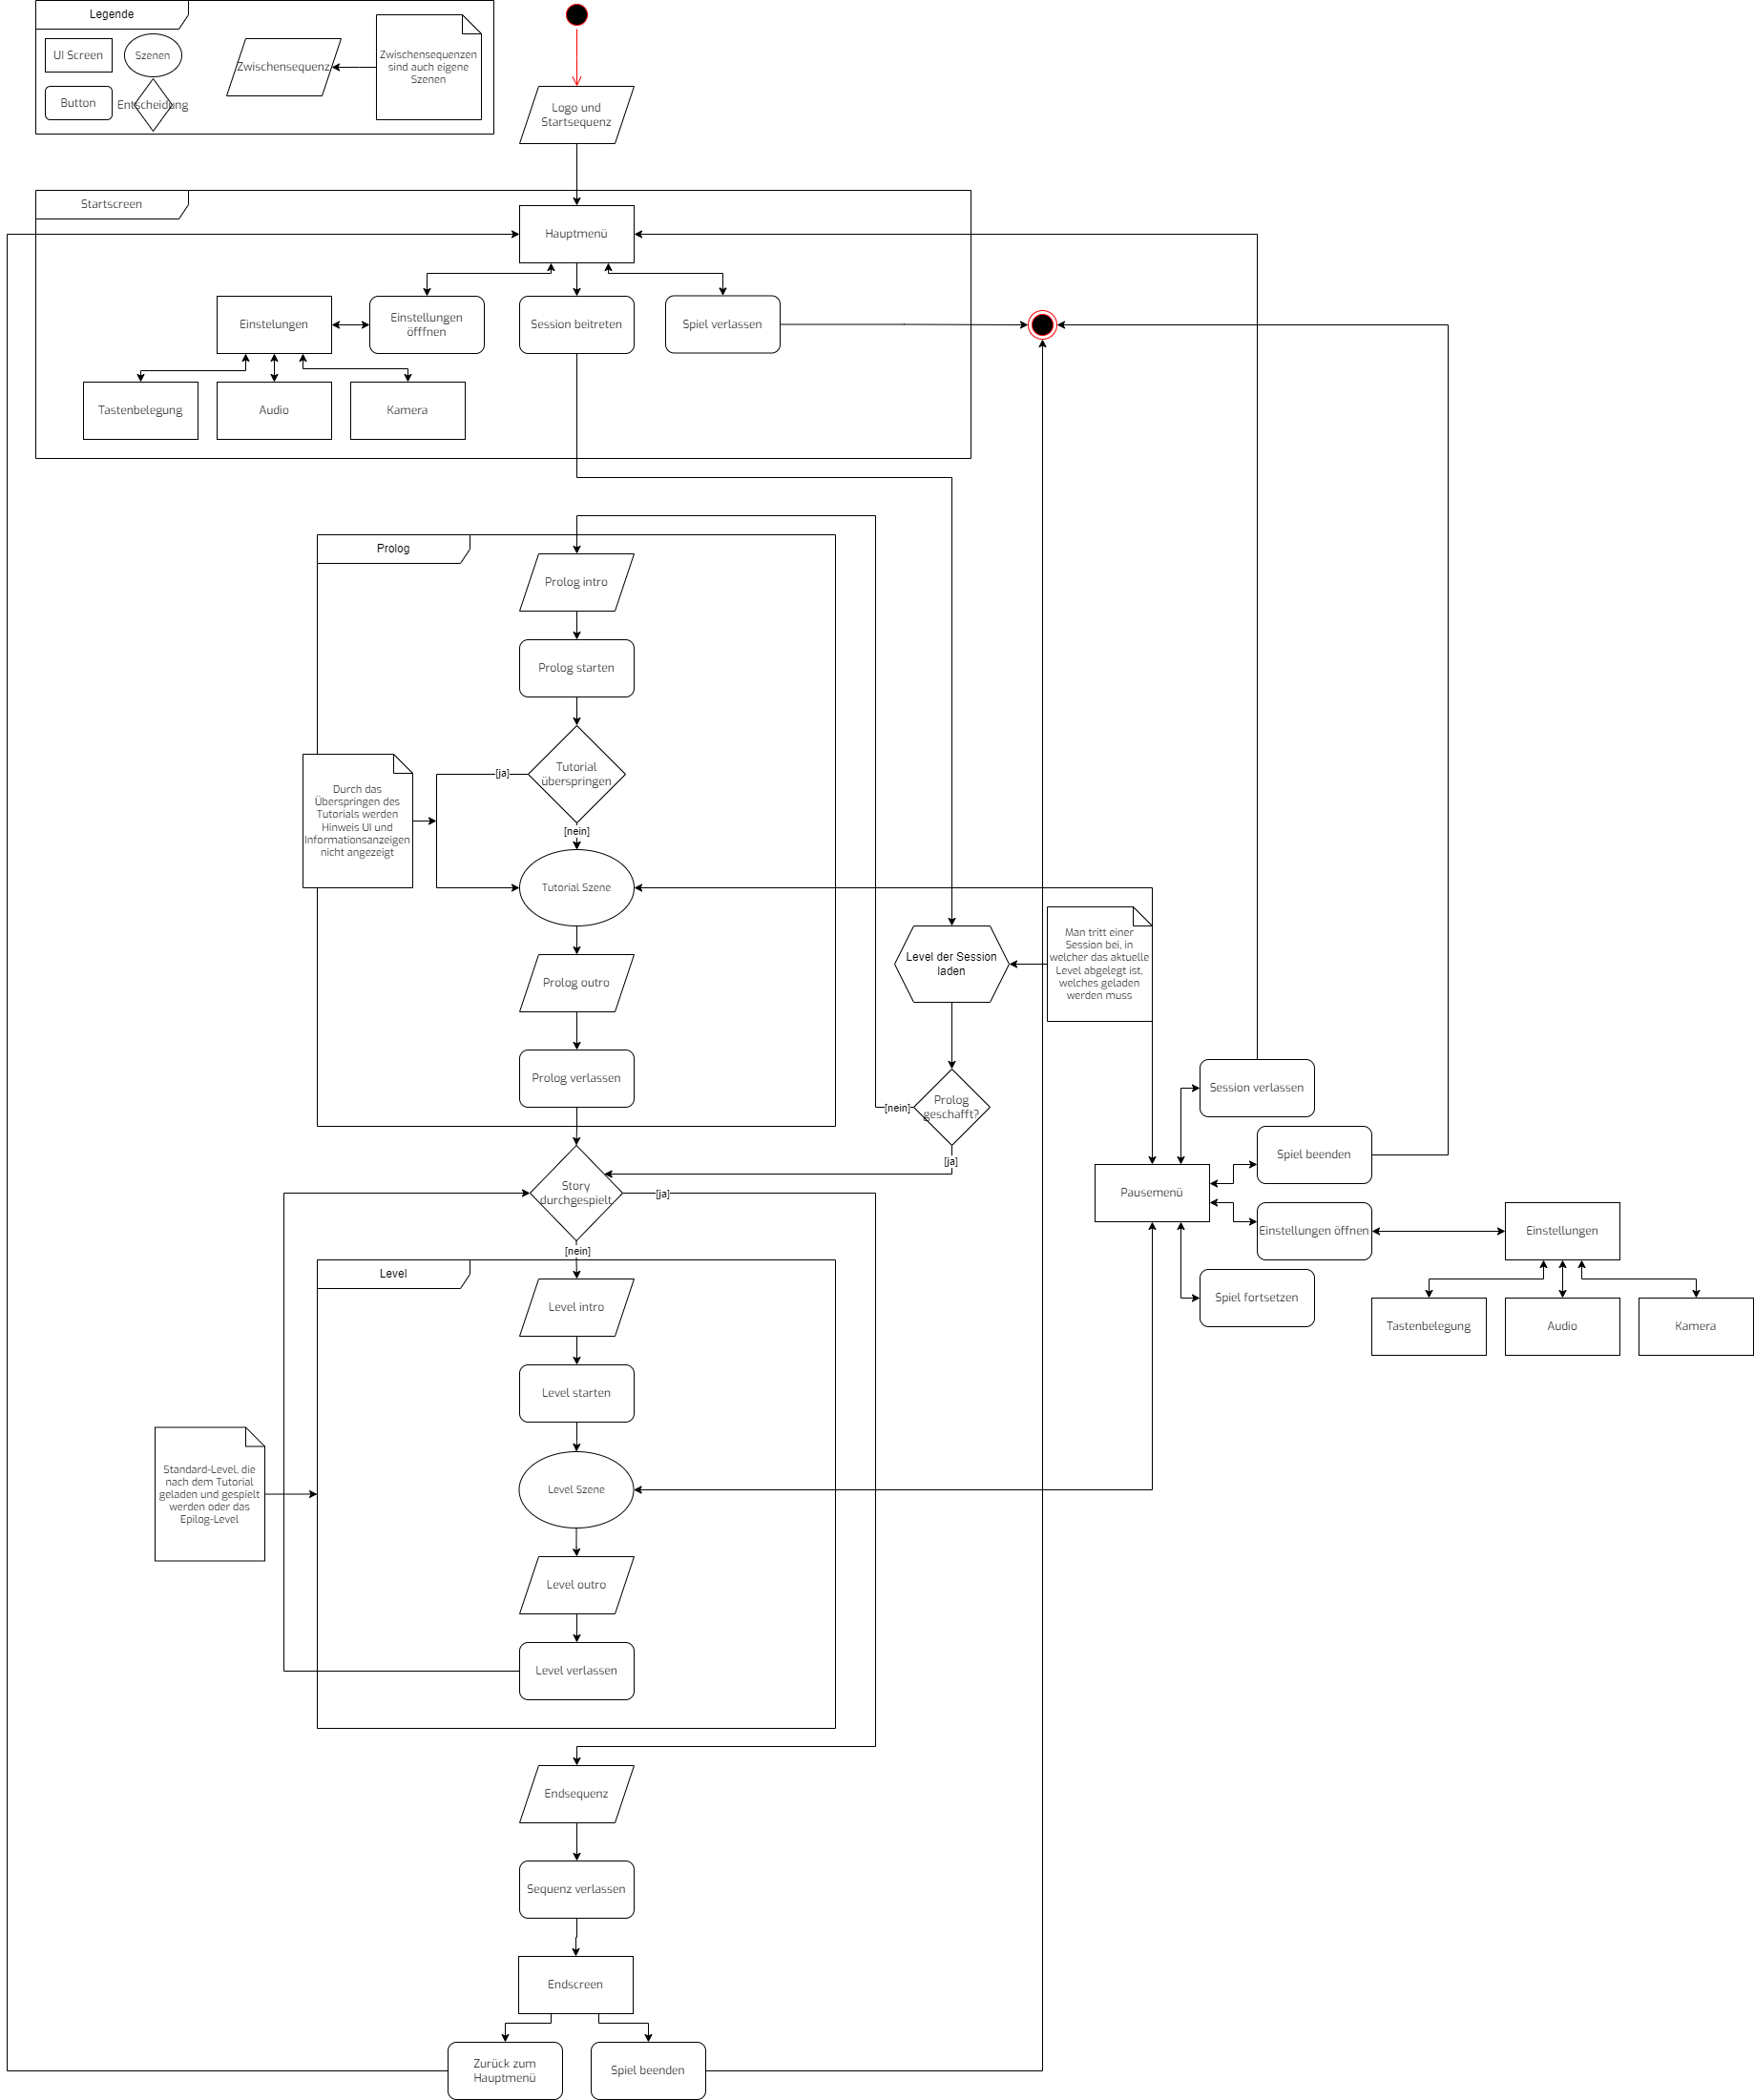 Legende
UI Screen
Szenen
Button
Entscheidung
Zwischensequenz
Zwischensequenzen
sind auch eigene
Szenen
Logo und
Startsequenz
Startscreen
Hauptmenü
Einstelungen
Einstellungen
öfffnen
Session beitreten
Spiel verlassen
Tastenbelegung
Audio
Kamera
Prolog
Prolog intro
Prolog starten
Tutorial
überspringen
[ja]
[nein]
Durch das
Überspringen des
Tutorials werden
Hinweis UI und
Informationsanzeigen
nicht angezeigt
Tutorial Szene
Prolog outro
Prolog verlassen
Level der Session
laden
Man tritt einer
Session bei, in
welcher das aktuelle
Level abgelegt ist,
welches geladen
werden muss
Prolog
geschafft?
[nein]
[ja]
Story
durchgespielt
[ja]
[nein]
Session verlassen
Spiel beenden
Pausemenü
Einstellungen öffnen
Einstellungen
Spiel fortsetzen
Tastenbelegung
Audio
Kamera
Level
Level intro
Level starten
Standard-Level, die
nach dem Tutorial
geladen und gespielt
werden oder das
Epilog-Level
Level Szene
Level outro
Level verlassen
Endsequenz
Sequenz verlassen
Endscreen
Zurück zum
Hauptmenü
Spiel beenden